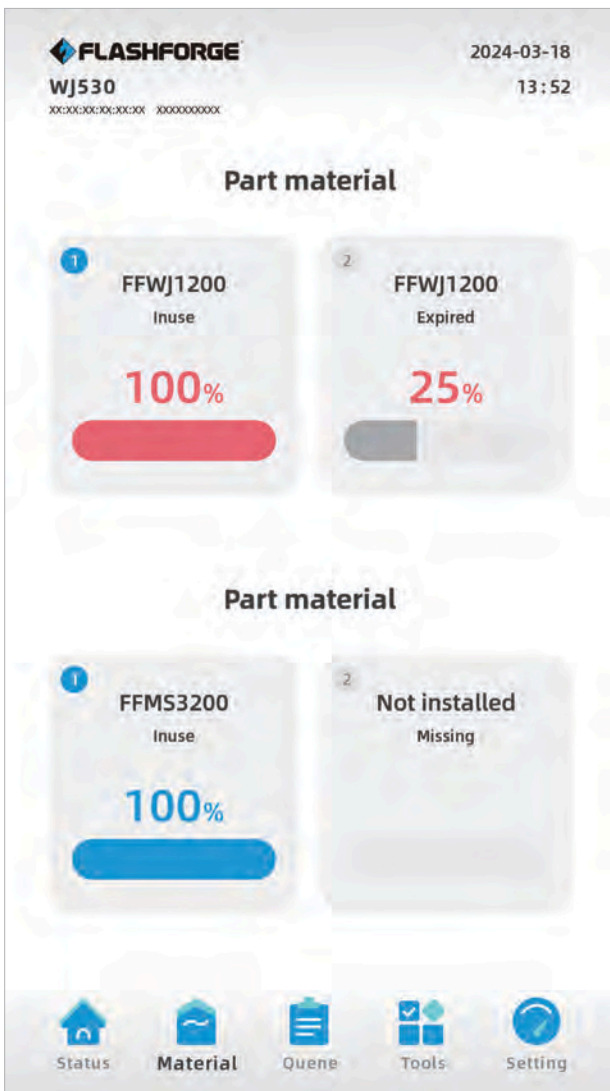 FLASHFORGE 2024-03-18
WJ530 13:52
xx:xx:xx:xx:xx:xx xxxxxxxxxx
Part material
1 2
FFWJ1200 FFWJ1200
Inuse Expired
100% 25%
Part material
1 2
FFMS3200 Not installed
Inuse Missing
100%
Status Material Quene Tools Setting